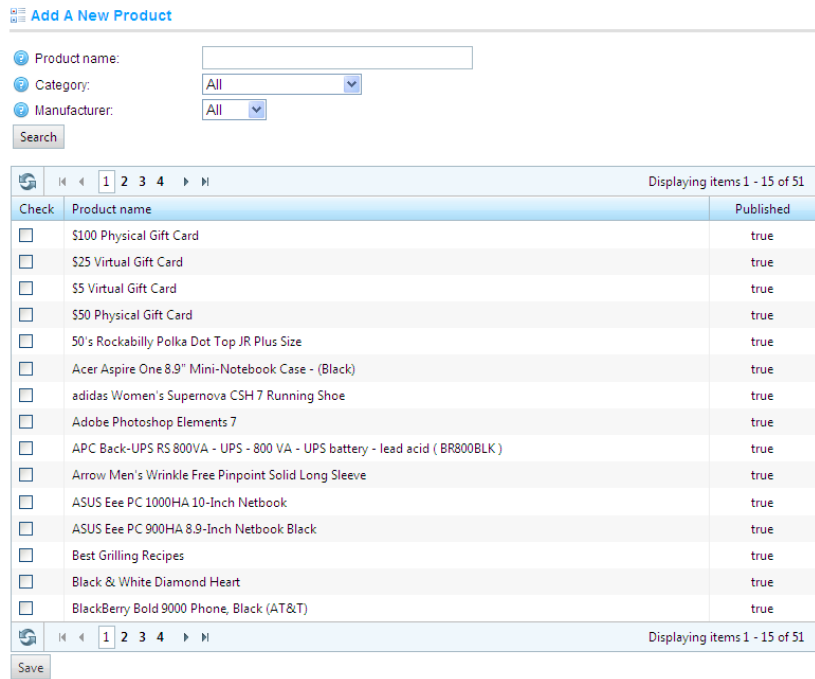 Add A New Product
Product name:
Category: All
Manufacturer: All
Search
1 2 3 4 Displaying items 1 - 15 of 51
Check Product name Published
$100 Physical Gift Card true
$25 Virtual Gift Card true
$5 Virtual Gift Card true
$50 Physical Gift Card true
50's Rockabilly Polka Dot Top JR Plus Size true
Acer Aspire One 8.9" Mini-Notebook Case - (Black) true
adidas Women's Supernova CSH 7 Running Shoe true
Adobe Photoshop Elements 7 true
APC Back-UPS RS 800VA - UPS - 800 VA - UPS battery - lead acid ( BR800BLK ) true
Arrow Men's Wrinkle Free Pinpoint Solid Long Sleeve true
ASUS Eee PC 1000HA 10-Inch Netbook true
ASUS Eee PC 900HA 8.9-Inch Netbook Black true
Best Grilling Recipes true
Black & White Diamond Heart true
BlackBerry Bold 9000 Phone, Black (AT&T) true
1 2 3 4 Displaying items 1 - 15 of 51
Save